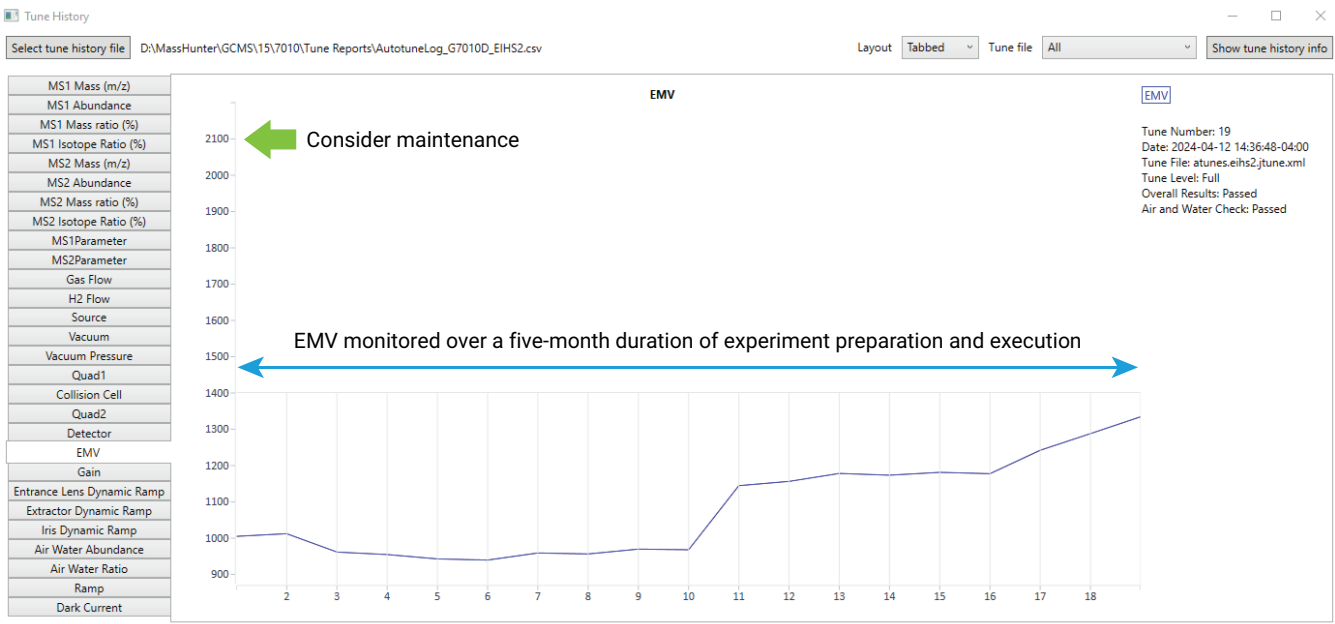 Tune History
Select tune history file D:\MassHunter\GCMS\15\7010\Tune Reports\AutotuneLog_G7010D_EIHS2.csv Layout Tabbed Tune file All Show tune history info
MS1 Mass (m/z)
MS1 Abundance
MS1 Mass ratio (%)
MS1 Isotope Ratio (%)
MS2 Mass (m/z)
MS2 Abundance
MS2 Mass ratio (%)
MS2 Isotope Ratio (%)
MS1Parameter
MS2Parameter
Gas Flow
H2 Flow
Source
Vacuum
Vacuum Pressure
Quad1
Collision Cell
Quad2
Detector
EMV
Gain
Entrance Lens Dynamic Ramp
Extractor Dynamic Ramp
Iris Dynamic Ramp
Air Water Abundance
Air Water Ratio
Ramp
Dark Current
EMV
2100 Consider maintenance
2000
1900
1800
1700
1600
EMV monitored over a five-month duration of experiment preparation and execution
1500
1400
1300
1200
1100
1000
900
2 3 4 5 6 7 8 9 10 11 12 13 14 15 16 17 18
EMV
Tune Number: 19
Date: 2024-04-12 14:36:48-04:00
Tune File: atunes.eihs2.jtune.xml
Tune Level: Full
Overall Results: Passed
Air and Water Check: Passed